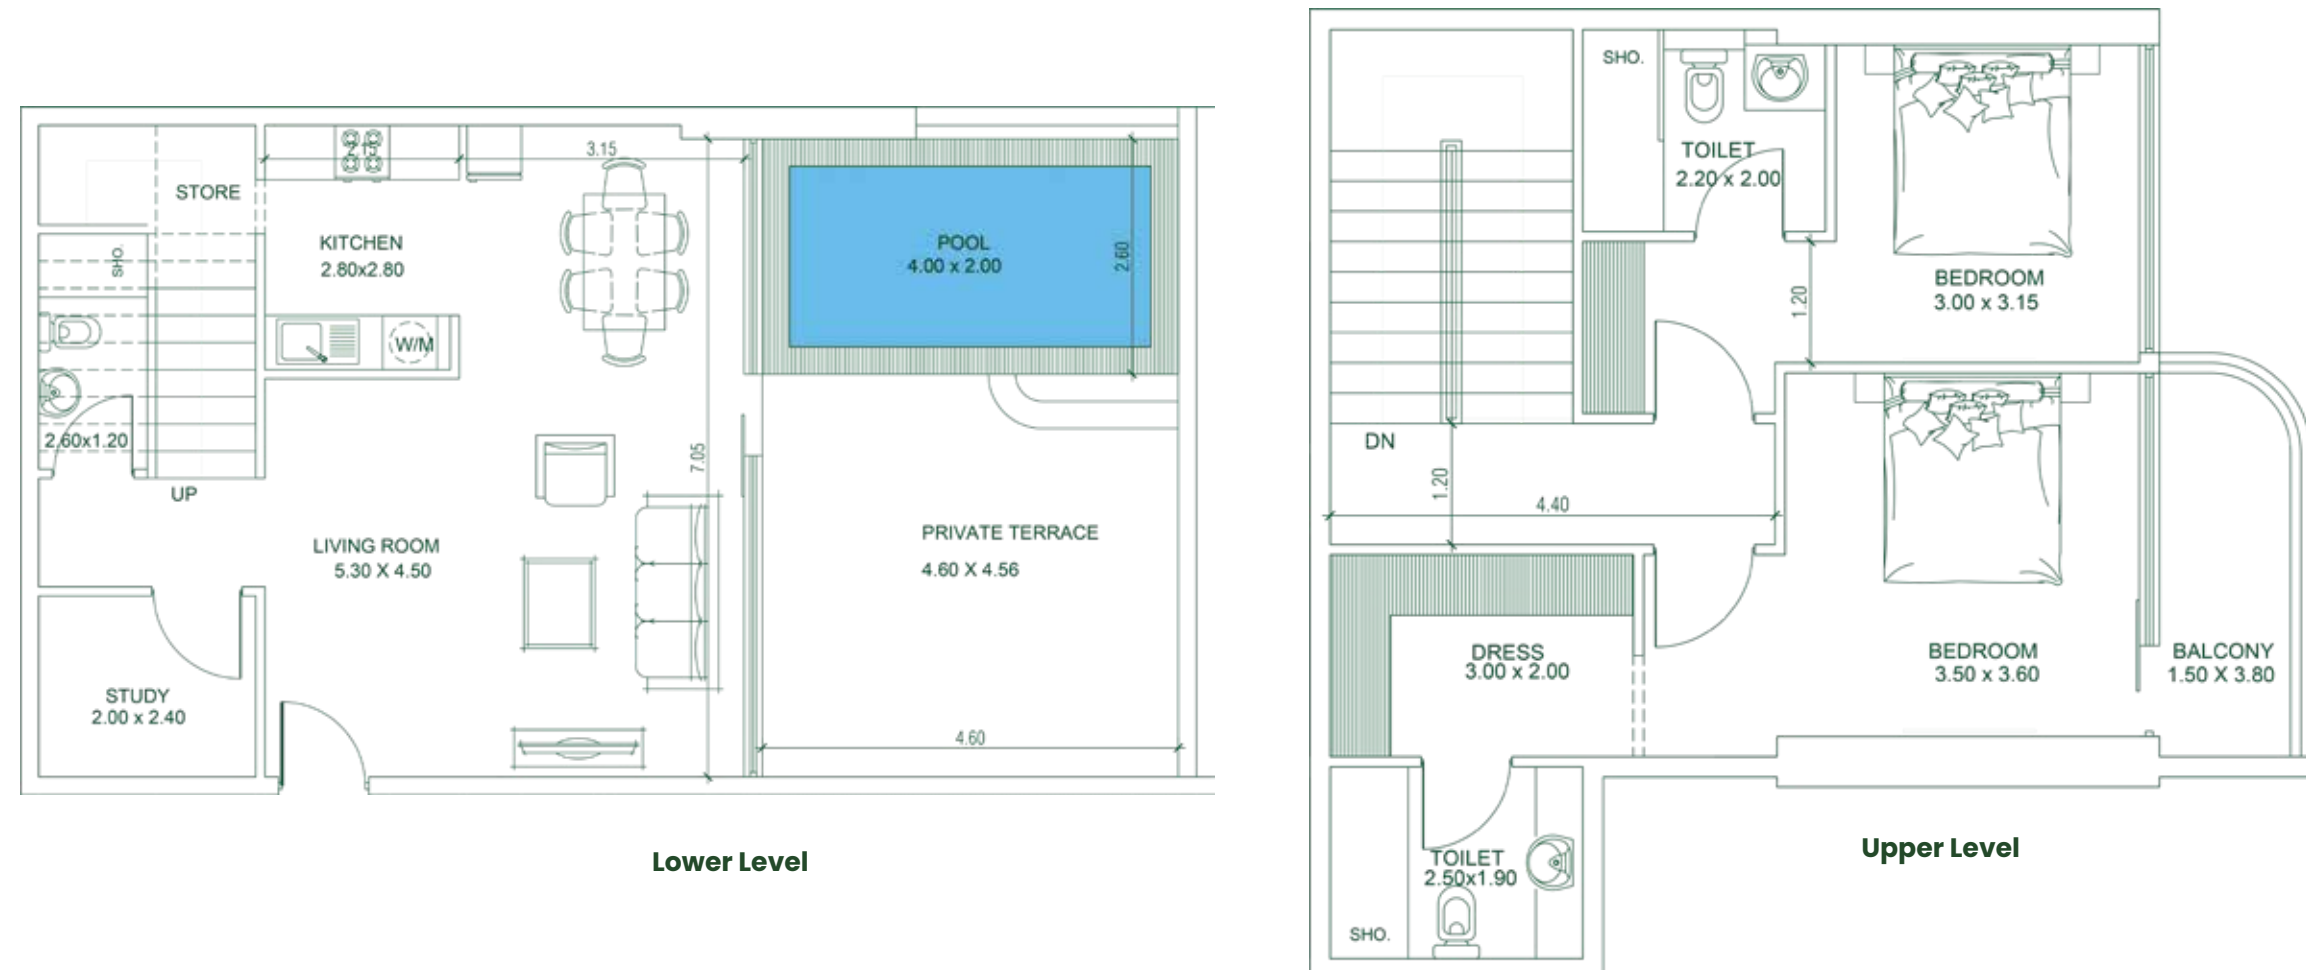 STORE
2.15
3.15
KITCHEN
2.80x2.80
SHO.
W/M
2.60x1.20
UP
7.05
LIVING ROOM
5.30 X 4.50
STUDY
2.00 x 2.40
POOL
4.00 x 2.00
2.60
PRIVATE TERRACE
4.60 X 4.56
4.60
Lower Level
SHO.
TOILET
2.20 x 2.00
BEDROOM
3.00 x 3.15
1.20
DN
1.20
4.40
DRESS
3.00 x 2.00
BEDROOM
3.50 x 3.60
BALCONY
1.50 X 3.80
TOILET
2.50x1.90
SHO.
Upper Level